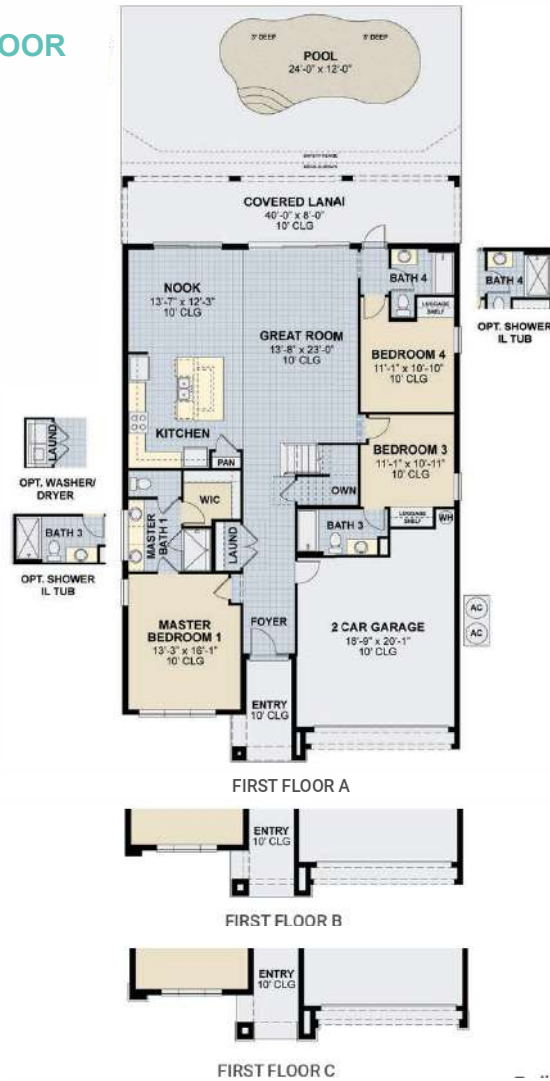 OOR
3' DEEP
5' DEEP
POOL
24'-0" x 12'-0"
COVERED LANAI
40'-0" x 8'-0"
10' CLG
NOOK
13'-7" x 12'-3"
10' CLG
BATH 4
LUGGAGE
SHELF
BATH 4
OPT. SHOWER
IL TUB
GREAT ROOM
13'-8" x 23'-0"
10' CLG
BEDROOM 4
11'-1" x 10'-10"
10' CLG
KITCHEN
PAN
BEDROOM 3
11'-1" x 10'-11"
10' CLG
LAUND
OPT. WASHER/
DRYER
WIC
OWN
LUGGAGE
SHELF
WH
BATH 3
OPT. SHOWER
IL TUB
MASTER
BATH 1
LAUND
BATH 3
MASTER
BEDROOM 1
13'-3" x 16'-1"
10' CLG
FOYER
2 CAR GARAGE
18'-9" x 20'-1"
10' CLG
AC
AC
ENTRY
10' CLG
FIRST FLOOR A
ENTRY
10' CLG
FIRST FLOOR B
ENTRY
10' CLG
FIRST FLOOR C